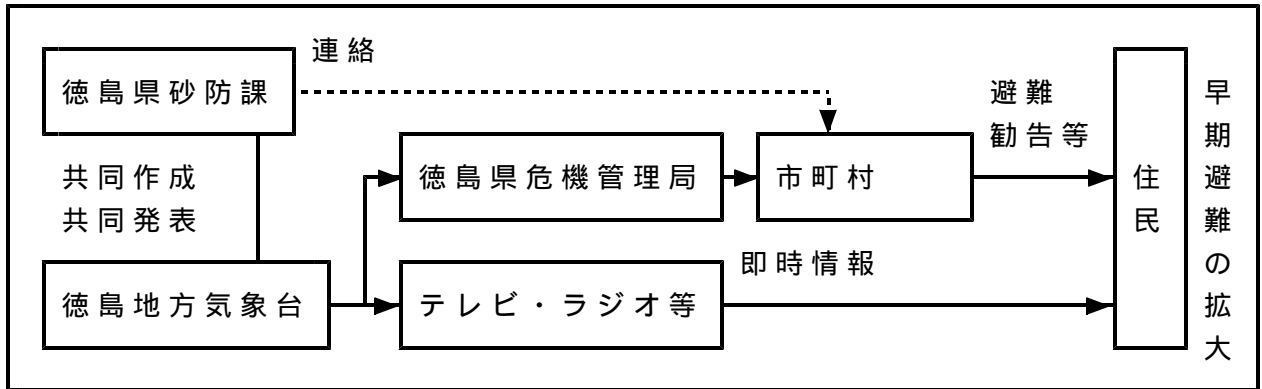 連絡
徳島県砂防課
避難
勧告等
共同作成
共同発表
徳島県危機管理局
市町村
住民
早期避難の拡大
即時情報
徳島地方気象台
テレビ・ラジオ等